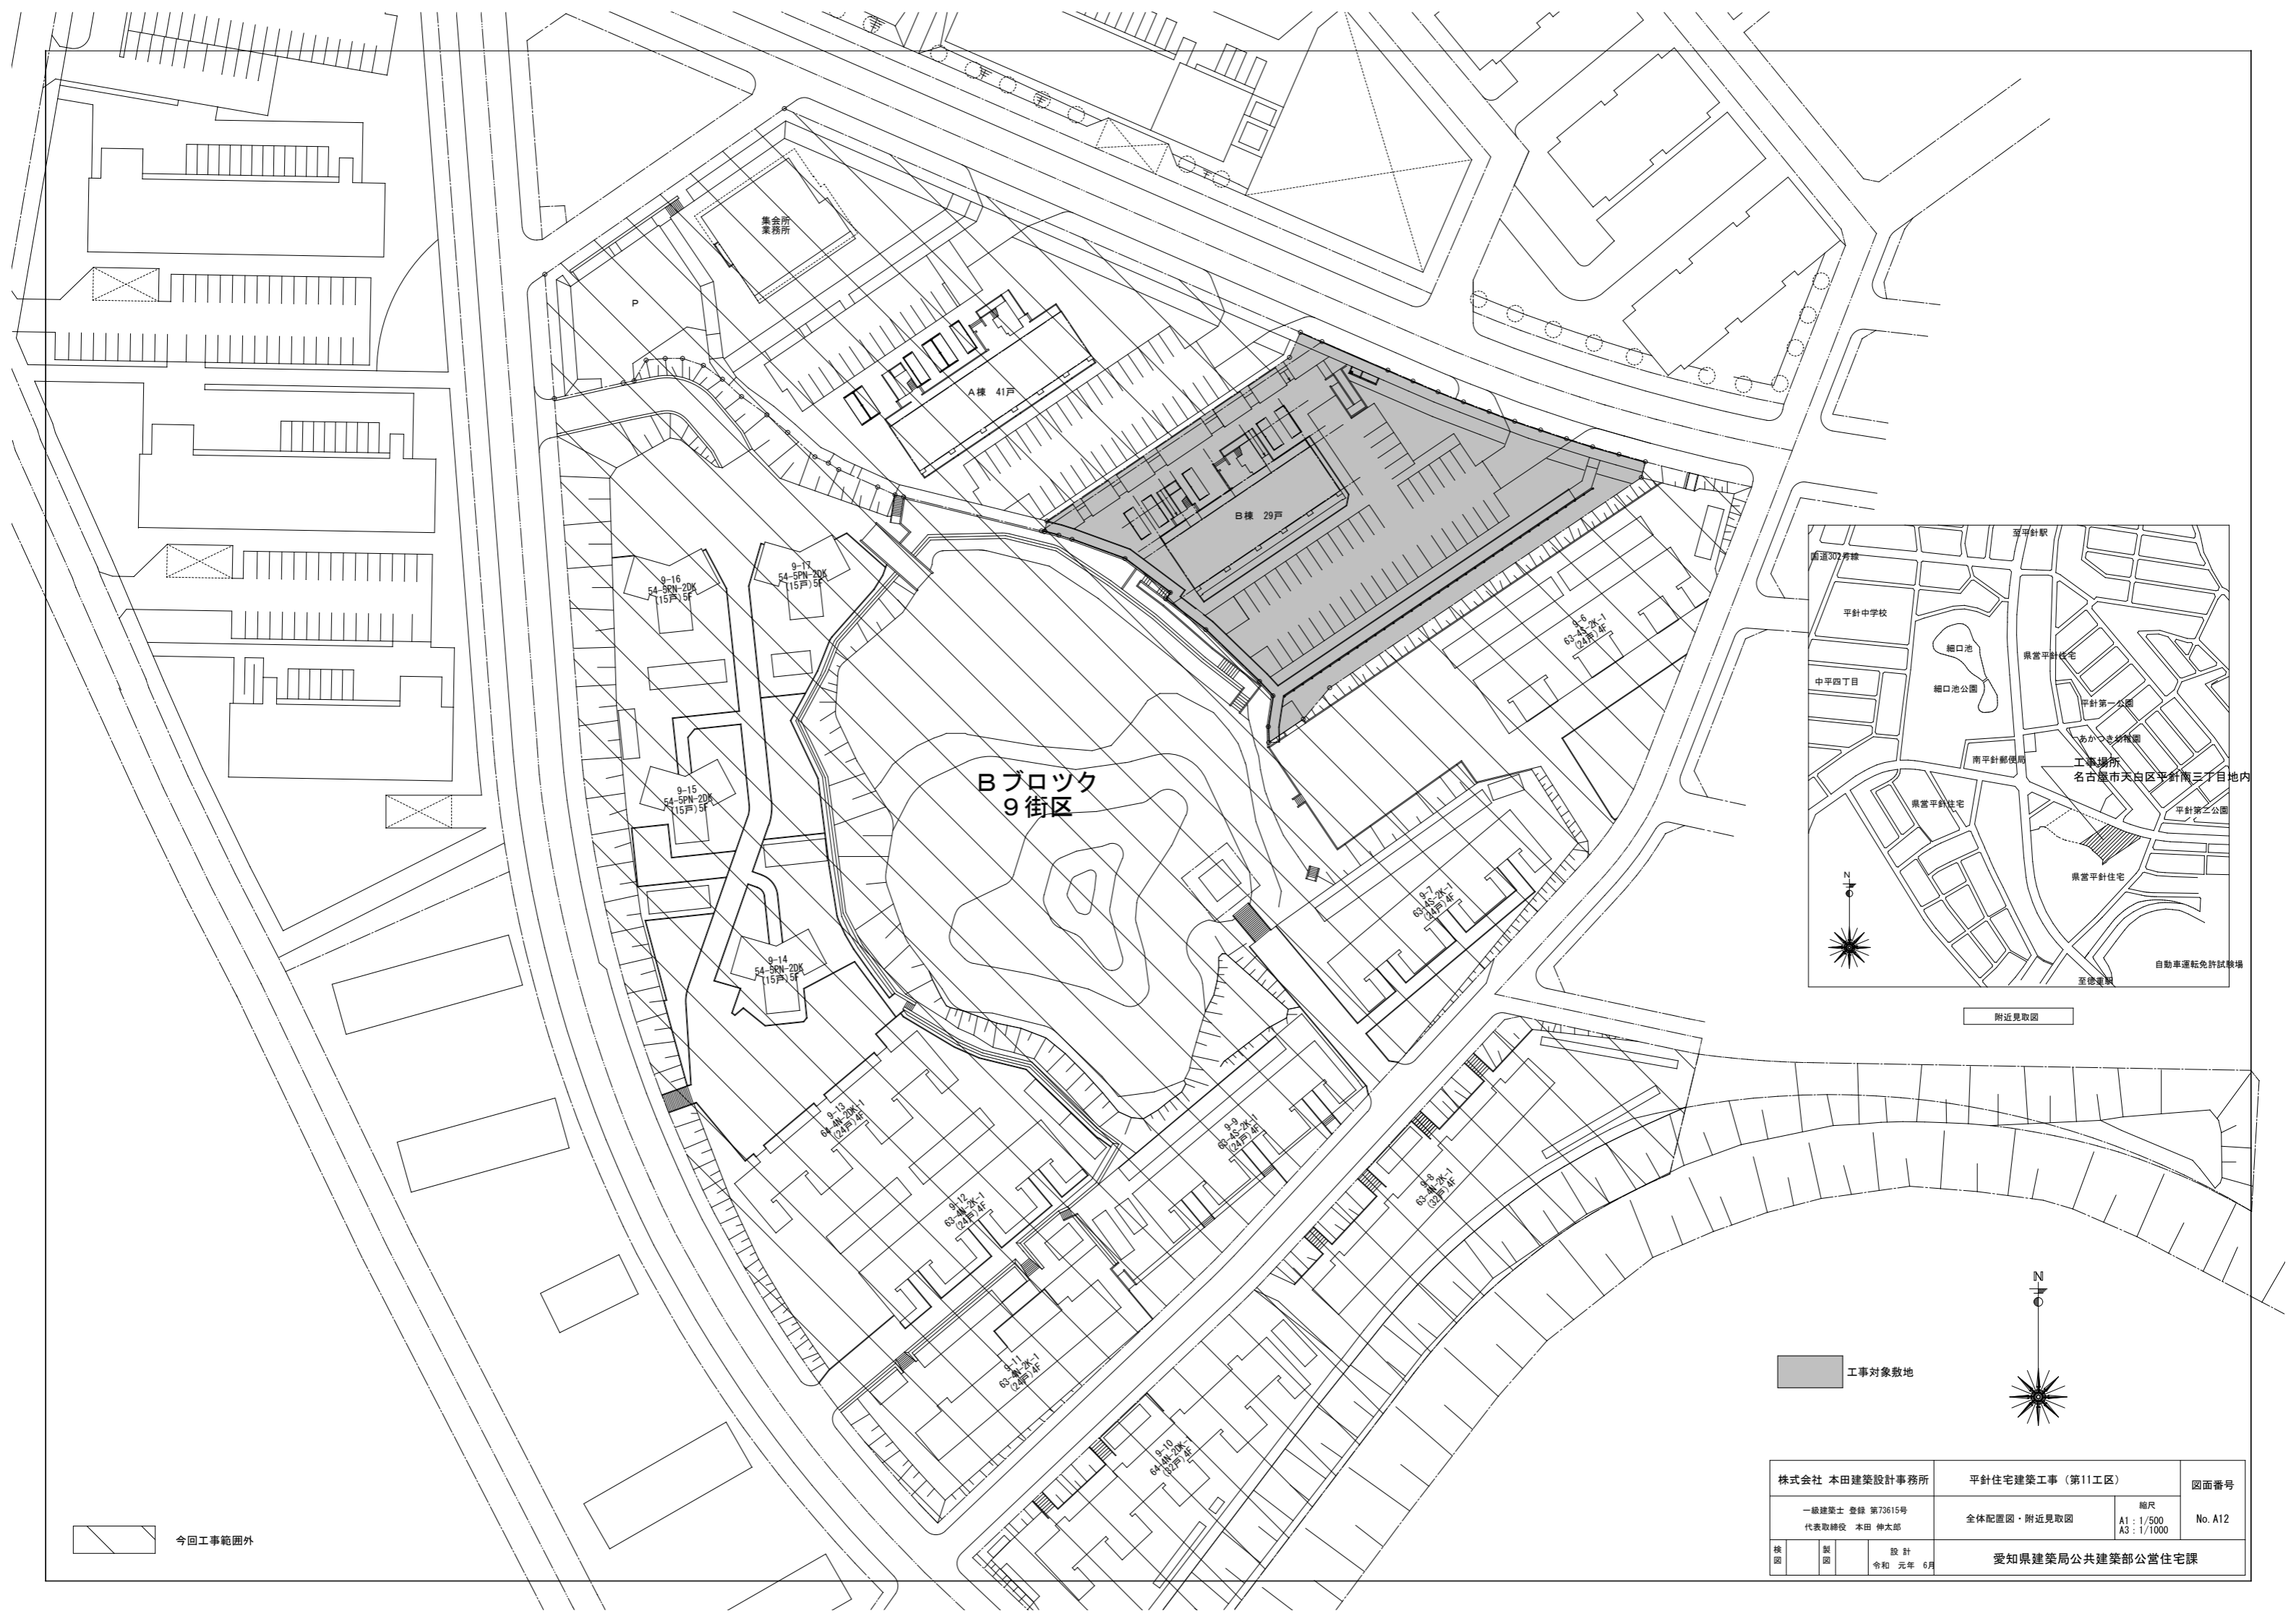 集会所
業務所
P
A棟 41戸
B棟 29戸
9-16
54-5PN-2DK
(15戸)5F
9-17
54-5PN-2DK
(15戸)5F
9-6
63-4S-2K-1
(24戸)4F
9-15
54-5PN-2DK
(15戸)5F
Bブロツク
9街区
9-7
63-4S-2K-1
(24戸)4F
9-14
54-5PN-2DK
(15戸)5F
9-13
64-4N-2DK-1
(24戸)4F
9-9
63-4S-2K-1
(24戸)4F
9-12
63-4N-2K-1
(24戸)4F
9-8
63-4N-2K-1
(32戸)4F
9-11
63-4N-2K-1
(24戸)4F
9-10
64-4N-2DK-1
(32戸)4F
至平針駅
国道302号線
平針中学校
細口池
県営平針住宅
中平四丁目
細口池公園
平針第一公園
あかつき幼稚園
南平針郵便局
工事場所
名古屋市天白区平針南三丁目地内
県営平針住宅
平針第二公園
N
県営平針住宅
自動車運転免許試験場
至徳重駅
附近見取図
N
工事対象敷地
今回工事範囲外
株式会社 本田建築設計事務所
平針住宅建築工事(第11工区)
図面番号
一級建築士 登録 第73615号
代表取締役 本田 伸太郎
全体配置図・附近見取図
縮尺
A1:1/500
A3:1/1000
No. A12
検図
製図
設 計
令和 元年 6月
愛知県建築局公共建築部公営住宅課